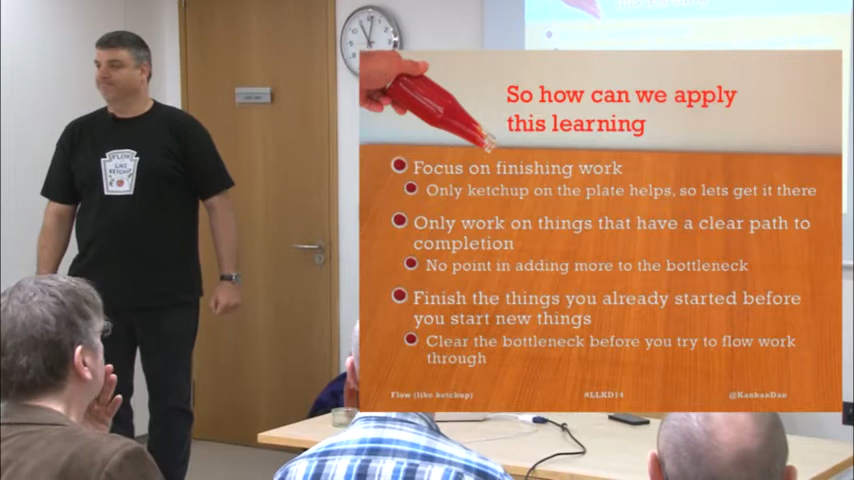 So how can we apply
this learning
Focus on finishing work
Only ketchup on the plate helps, so lets get it there
Only work on things that have a clear path to
completion
No point in adding more to the bottleneck
Finish the things you already started before
you start new things
Clear the bottleneck before you try to flow work
through
Flow (like ketchup)
#LLKD14
@KanbanDan
FLOW
LIKE
KETCHUP